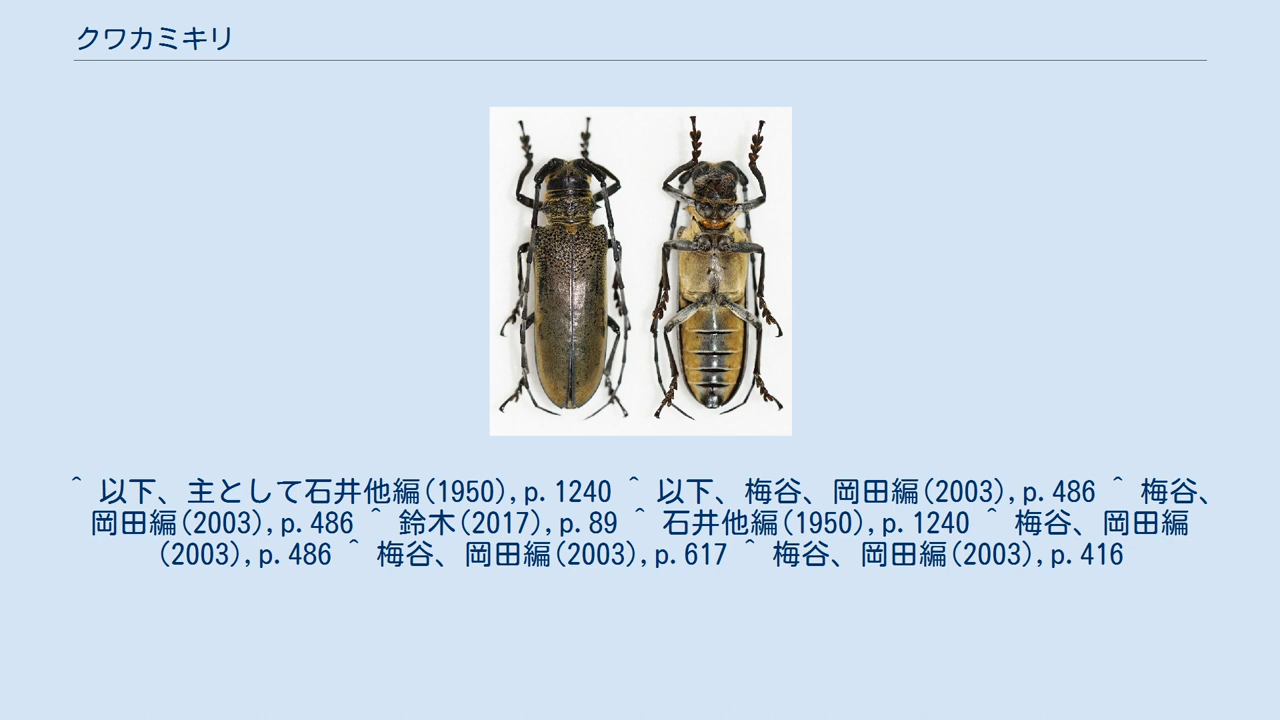 クワカミキリ
^ 以下、主として石井他編(1950),p.1240 ^ 以下、梅谷、岡田編(2003),p.486 ^ 梅谷、
岡田編(2003),p.486 ^ 鈴木(2017),p.89 ^ 石井他編(1950),p.1240 ^ 梅谷、岡田編
(2003),p.486 ^ 梅谷、岡田編(2003),p.617 ^ 梅谷、岡田編(2003),p.416